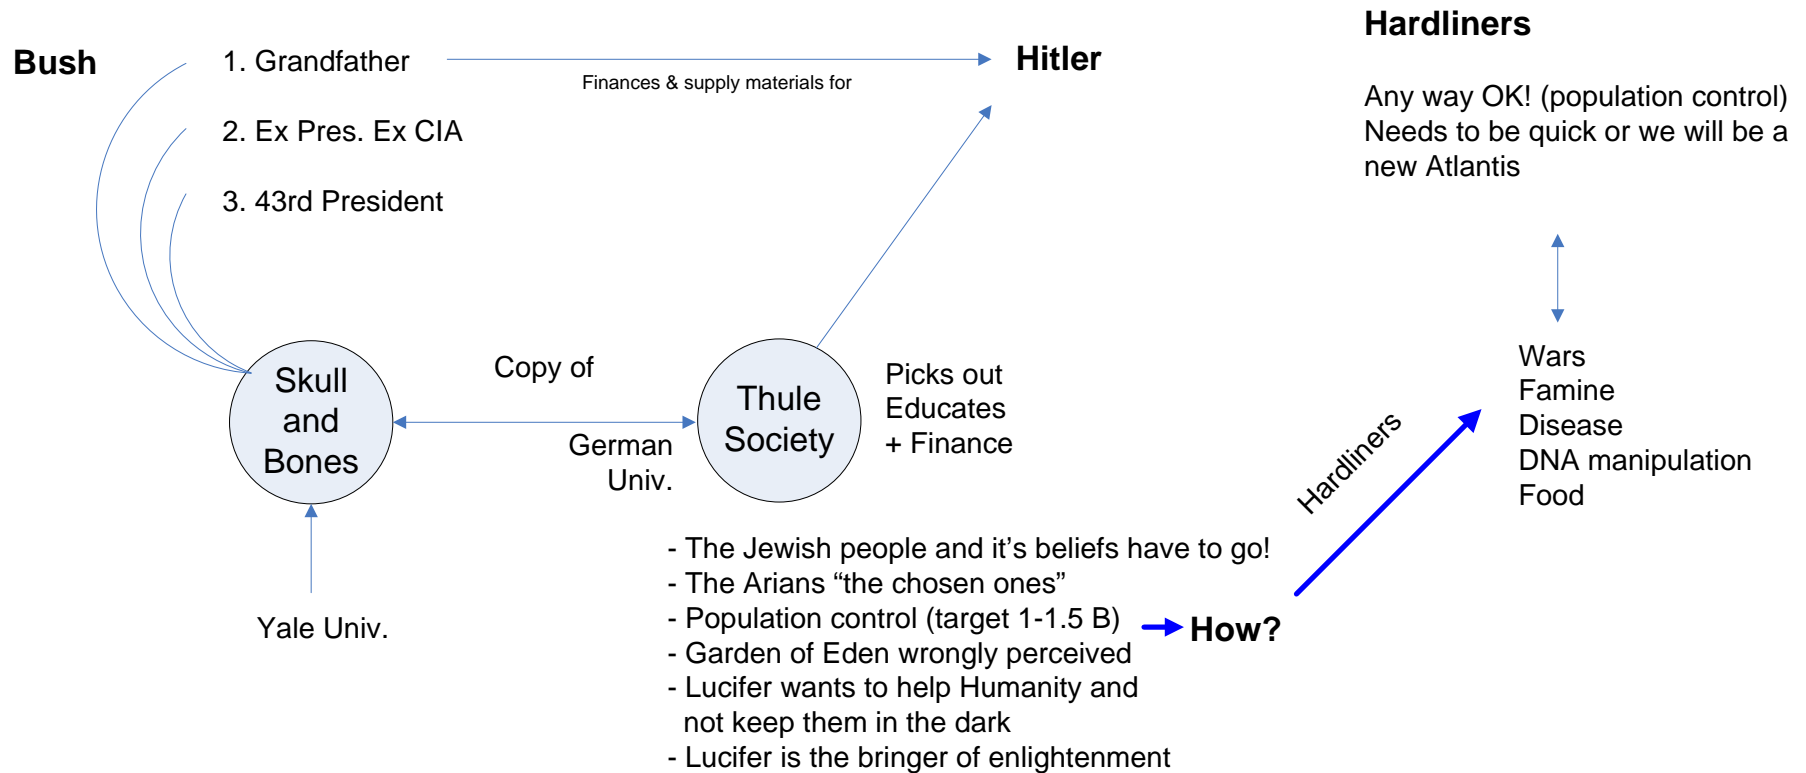 Bush
1. Grandfather
2. Ex Pres. Ex CIA
3. 43rd President
Finances & supply materials for
Hitler
Hardliners
Any way OK! (population control)
Needs to be quick or we will be a
new Atlantis
Skull
and
Bones
Copy of
German
Univ.
Thule
Society
Picks out
Educates
+ Finance
Yale Univ.
- The Jewish people and it’s beliefs have to go!
- The Arians “the chosen ones”
- Population control (target 1-1.5 B)
- Garden of Eden wrongly perceived
- Lucifer wants to help Humanity and
not keep them in the dark
- Lucifer is the bringer of enlightenment
How?
Hardliners
Wars
Famine
Disease
DNA manipulation
Food